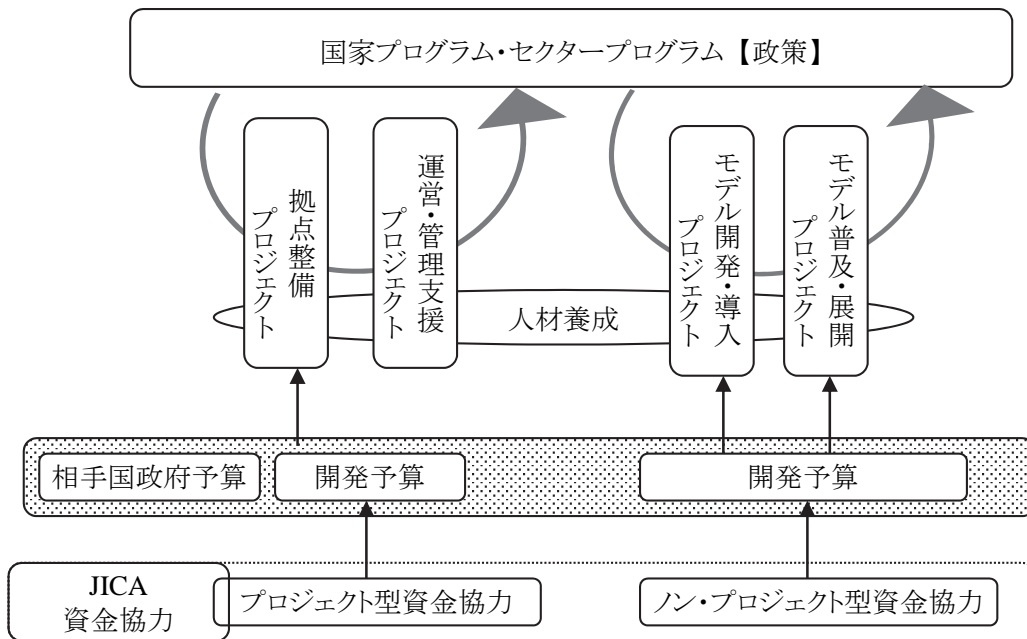 国家プログラム・セクタープログラム【政策】
拠点整備
プロジェクト
運営・管理支援
プロジェクト
モデル開発・導入
プロジェクト
モデル普及・展開
プロジェクト
人材養成
相手国政府予算
開発予算
開発予算
JICA
資金協力
プロジェクト型資金協力
ノン・プロジェクト型資金協力